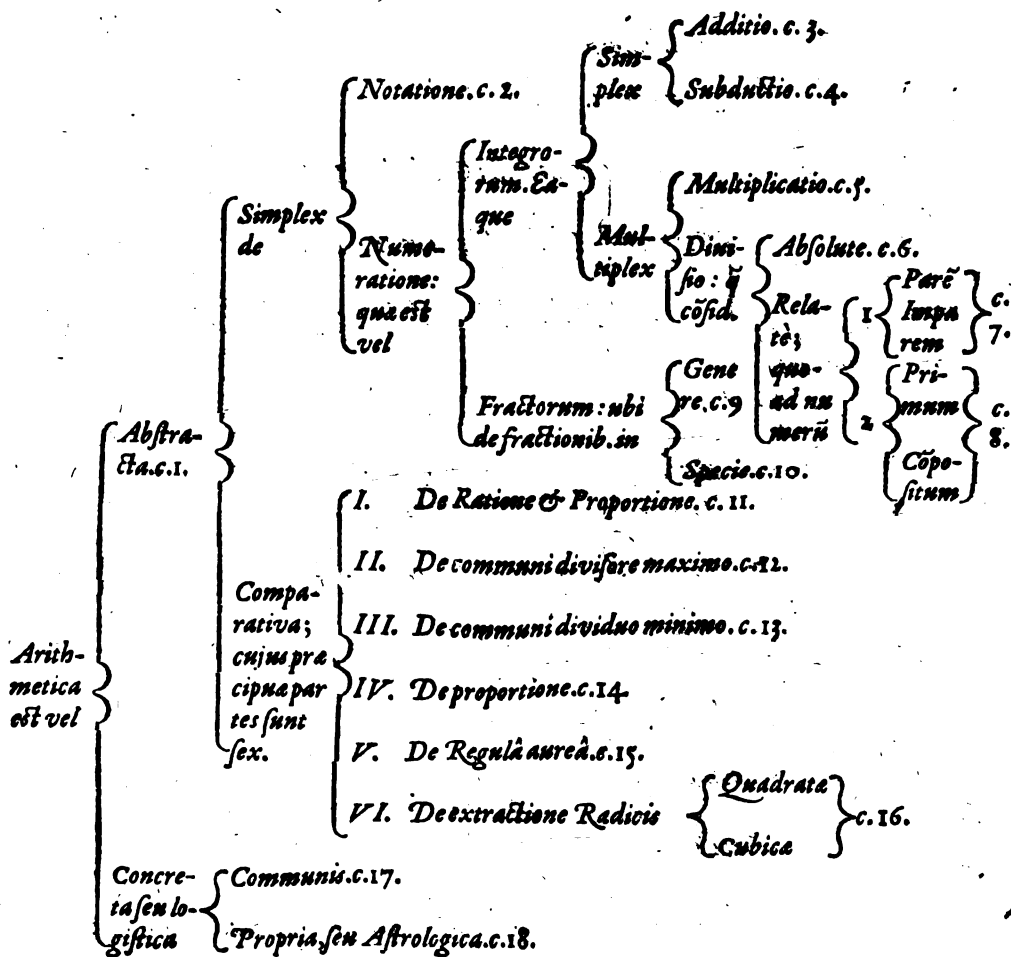 Arith-
metica
est vel
Abſtra-
cta.c.1.
Simplex
de
Notatione.c.2.
Nume-
ratione:
quæ est
vel
Integro-
rum. Ea-
que
Sim-
plex
Additio.c.3.
Subductio.c.4.
Mul-
tiplex
Multiplicatio.c.5.
Divi-
ſio: q̃
cõſid.
Abſolute.c.6.
Rela-
tè;
quo-
ad nu
merũ
1
Parẽ
Impa
rem
c.
7.
2
Pri-
mum
Cõpo-
ſitum
c.
8.
Fractorum: ubi
de fractionib. in
Gene
re.c.9
Spacie.c.10.
Compa-
rativa;
cujus præ
cipuæ par
tes ſunt
ſex.
I. De Ratione & Proportione. c.11.
II. De communi diviſore maximo.c.12.
III. De communi dividuo minimo.c.13.
IV. De proportione.c.14.
V. De Regulâ aureâ.c.15.
VI. De extractione Radicis
Quadratæ
Cubicæ
c.16.
Concre-
ta ſeu lo-
giſtica
Communis.c.17.
Propria, ſeu Aſtrologica.c.18.